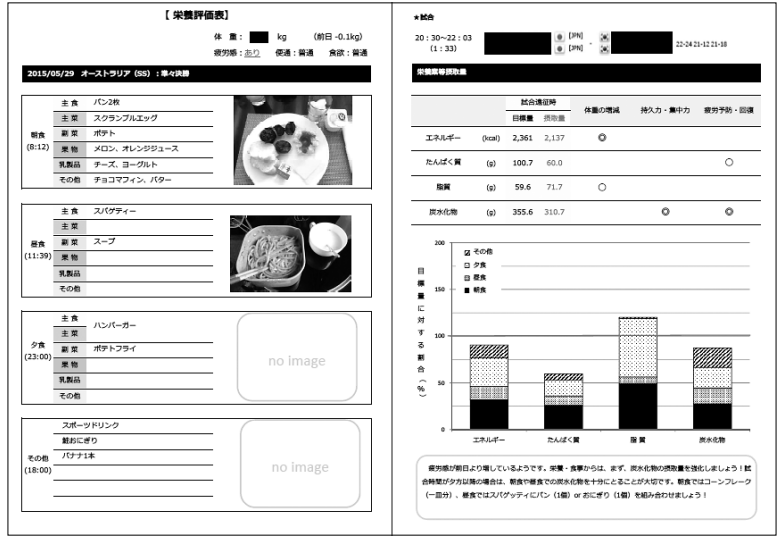 【 栄養評価表】
体 重： kg （前日 -0.1kg）
疲労感：あり 便通：普通 食欲：普通
2015/05/29 オーストラリア（SS）：準々決勝
朝食
(8:12)
主 食 パン2枚
主 菜 スクランブルエッグ
副 菜 ポテト
果 物 メロン、オレンジジュース
乳製品 チーズ、ヨーグルト
その他 チョコマフィン、バター
昼食
(11:39)
主 食 スパゲティー
主 菜
副 菜 スープ
果 物
乳製品
その他
夕食
(23:00)
主 食
主 菜
ハンバーガー
副 菜 ポテトフライ
果 物
乳製品
その他
no image
その他
(18:00)
スポーツドリンク
鮭おにぎり
バナナ1本
no image
★試合
20：30～22：03
（1：33）
[JPN]
[JPN]
-
22-24 21-12 21-18
栄養素等摂取量
試合遠征時
目標量 摂取量
体重の増減 持久力・集中力 疲労予防・回復
エネルギー (kcal) 2,361 2,137 ◎
たんぱく質 (g) 100.7 60.0 ○
脂質 (g) 59.6 71.7 ○
炭水化物 (g) 355.6 310.7 ◎ ◎
目標量に対する割合（%）
200
150
100
50
0
その他
夕食
昼食
朝食
エネルギー たんぱく質 脂 質 炭水化物
疲労感が前日より増しているようです。栄養・食事からは、まず、炭水化物の摂取量を強化しましょう！試
合時間が夕方以降の場合は、朝食や昼食での炭水化物を十分にとることが大切です。朝食ではコーンフレーク
（一皿分）、昼食ではスパゲッティにパン（1個）or おにぎり（1個）を組み合わせましょう！